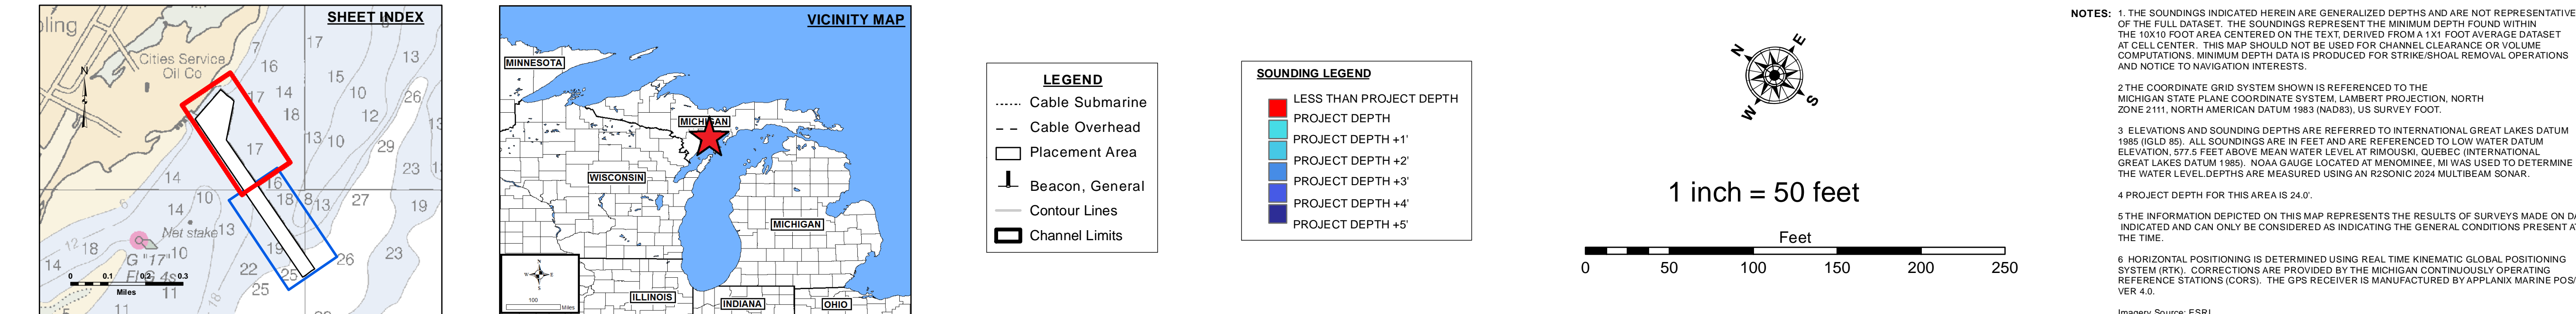 SHEET INDEX
pling
Cities Service
Oil Co
N
7
17
13
16
15
17
14
10
26
18
13
10
13
29
17
23
13
14
16
10
18
8
13
27
19
14
Net stake
13
12
18
10
19
23
6
G "17"
Fl G 4s
14
22
25
26
25
11
18
11
0 0.1 0.2 0.3
Miles
VICINITY MAP
MINNESOTA
MICHIGAN
WISCONSIN
MICHIGAN
ILLINOIS
INDIANA
OHIO
N
W E
S
100
Miles
LEGEND
Cable Submarine
Cable Overhead
Placement Area
Beacon, General
Contour Lines
Channel Limits
SOUNDING LEGEND
LESS THAN PROJECT DEPTH
PROJECT DEPTH
PROJECT DEPTH +1'
PROJECT DEPTH +2'
PROJECT DEPTH +3'
PROJECT DEPTH +4'
PROJECT DEPTH +5'
N E
W S
1 inch = 50 feet
Feet
0 50 100 150 200 250
NOTES: 1. THE SOUNDINGS INDICATED HEREIN ARE GENERALIZED DEPTHS AND ARE NOT REPRESENTATIVE
OF THE FULL DATASET. THE SOUNDINGS REPRESENT THE MINIMUM DEPTH FOUND WITHIN
THE 10X10 FOOT AREA CENTERED ON THE TEXT, DERIVED FROM A 1X1 FOOT AVERAGE DATASET
AT CELL CENTER. THIS MAP SHOULD NOT BE USED FOR CHANNEL CLEARANCE OR VOLUME
COMPUTATIONS. MINIMUM DEPTH DATA IS PRODUCED FOR STRIKE/SHOAL REMOVAL OPERATIONS
AND NOTICE TO NAVIGATION INTERESTS.
2 THE COORDINATE GRID SYSTEM SHOWN IS REFERENCED TO THE
MICHIGAN STATE PLANE COORDINATE SYSTEM, LAMBERT PROJECTION, NORTH
ZONE 2111, NORTH AMERICAN DATUM 1983 (NAD83), US SURVEY FOOT.
3 ELEVATIONS AND SOUNDING DEPTHS ARE REFERRED TO INTERNATIONAL GREAT LAKES DATUM
1985 (IGLD 85). ALL SOUNDINGS ARE IN FEET AND ARE REFERENCED TO LOW WATER DATUM
ELEVATION, 577.5 FEET ABOVE MEAN WATER LEVEL AT RIMOUSKI, QUEBEC (INTERNATIONAL
GREAT LAKES DATUM 1985). NOAA GAUGE LOCATED AT MENOMINEE, MI WAS USED TO DETERMINE
THE WATER LEVEL.DEPTHS ARE MEASURED USING AN R2SONIC 2024 MULTIBEAM SONAR.
4 PROJECT DEPTH FOR THIS AREA IS 24.0'.
5 THE INFORMATION DEPICTED ON THIS MAP REPRESENTS THE RESULTS OF SURVEYS MADE ON DA
INDICATED AND CAN ONLY BE CONSIDERED AS INDICATING THE GENERAL CONDITIONS PRESENT A
THE TIME.
6 HORIZONTAL POSITIONING IS DETERMINED USING REAL TIME KINEMATIC GLOBAL POSITIONING
SYSTEM (RTK). CORRECTIONS ARE PROVIDED BY THE MICHIGAN CONTINUOUSLY OPERATING
REFERENCE STATIONS (CORS). THE GPS RECEIVER IS MANUFACTURED BY APPLANIX MARINE POS/
VER 4.0.
Imagery Source: ESRI